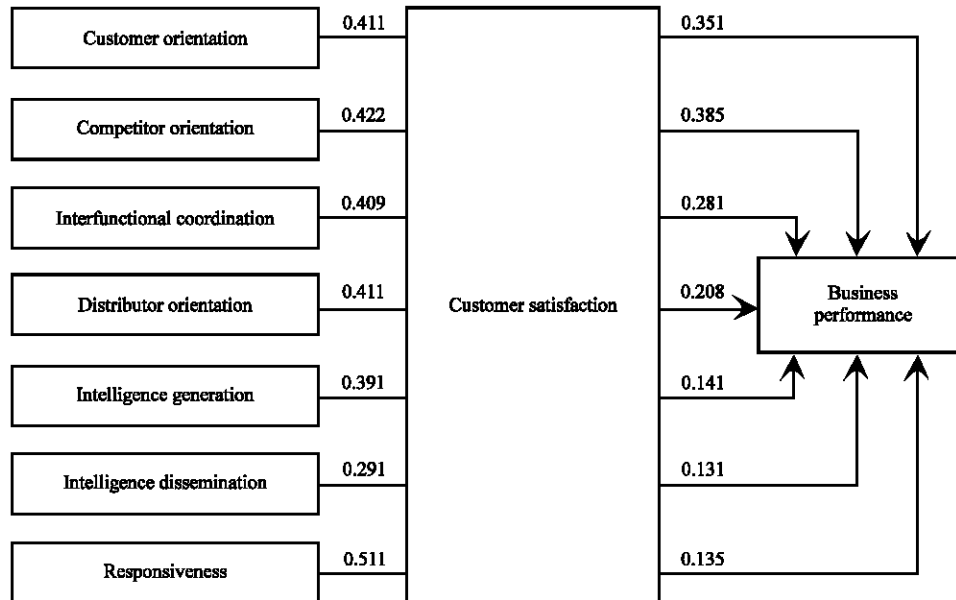 Customer orientation
0.411
0.351
Competitor orientation
0.422
0.385
Interfunctional coordination
0.409
0.281
Distributor orientation
0.411
Customer satisfaction
0.208
Business
performance
Intelligence generation
0.391
0.141
Intelligence dissemination
0.291
0.131
Responsiveness
0.511
0.135